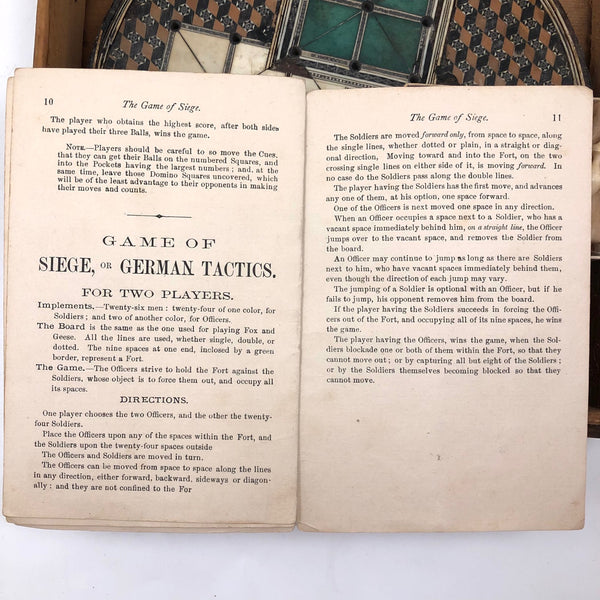 10
The Game of Siege.
The player who obtains the highest score, after both sides
have played their three Balls, wins the game.
NOTE.—Players should be careful to so move the Cues,
that they can get their Balls on the numbered Squares, and
into the Pockets having the largest numbers; and, at the
same time, leave those Domino Squares uncovered, which
will be of the least advantage to their opponents in making
their moves and counts.
GAME OF
SIEGE, OR GERMAN TACTICS.
FOR TWO PLAYERS.
Implements.—Twenty-six men: twenty-four of one color, for
Soldiers; and two of another color, for Officers.
The Board is the same as the one used for playing Fox and
Geese. All the lines are used, whether single, double, or
dotted. The nine spaces at one end, inclosed by a green
border, represent a Fort.
The Game.—The Officers strive to hold the Fort against the
Soldiers, whose object is to force them out, and occupy all
its spaces.
DIRECTIONS.
One player chooses the two Officers, and the other the twenty-
four Soldiers.
Place the Officers upon any of the spaces within the Fort, and
the Soldiers upon the twenty-four spaces outside
The Officers and Soldiers are moved in turn.
The Officers can be moved from space to space along the lines
in any direction, either forward, backward, sideways or diagon-
ally: and they are not confined to the For
The Game of Siege.
11
The Soldiers are moved forward only, from space to space, along
the single lines, whether dotted or plain, in a straight or diag-
onal direction, Moving toward and into the Fort, on the two
crossing single lines on either side of it, is moving forward. In
no case do the Soldiers pass along the double lines.
The player having the Soldiers has the first move, and advances
any one of them, at his option, one space forward.
One of the Officers is next moved one space in any direction.
When an Officer occupies a space next to a Soldier, who has a
vacant space immediately behind him, on a straight line, the Officer
jumps over to the vacant space, and removes the Soldier from
the board.
An Officer may continue to jump as long as there are Soldiers
next to him, who have vacant spaces immediately behind them,
even though the direction of each jump may vary.
The jumping of a Soldier is optional with an Officer, but if he
fails to jump, his opponent removes him from the board.
If the player having the Soldiers succeeds in forcing the Offi-
cers out of the Fort, and occupying all of its nine spaces, he wins
the game.
The player having the Officers, wins the game, when the Sol-
diers blockade one or both of them within the Fort, so that they
cannot move out; or by capturing all but eight of the Soldiers;
or by the Soldiers themselves becoming blocked so that they
cannot move.